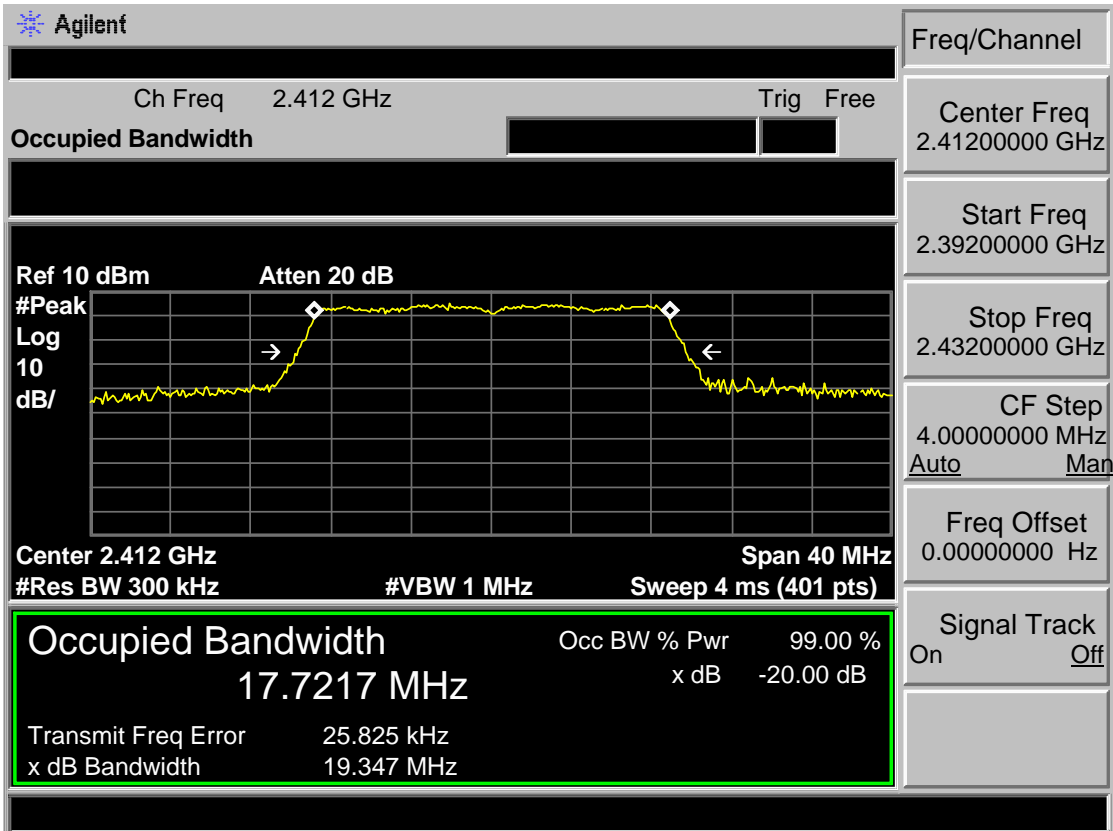 Agilent
Ch Freq 2.412 GHz Trig Free
Occupied Bandwidth
Ref 10 dBm Atten 20 dB
#Peak
Log
10
dB/
Center 2.412 GHz Span 40 MHz
#Res BW 300 kHz #VBW 1 MHz Sweep 4 ms (401 pts)
Occupied Bandwidth
17.7217 MHz
Occ BW % Pwr 99.00 %
x dB -20.00 dB
Transmit Freq Error 25.825 kHz
x dB Bandwidth 19.347 MHz
Freq/Channel
Center Freq
2.41200000 GHz
Start Freq
2.39200000 GHz
Stop Freq
2.43200000 GHz
CF Step
4.00000000 MHz
Auto Man
Freq Offset
0.00000000 Hz
Signal Track
On Off